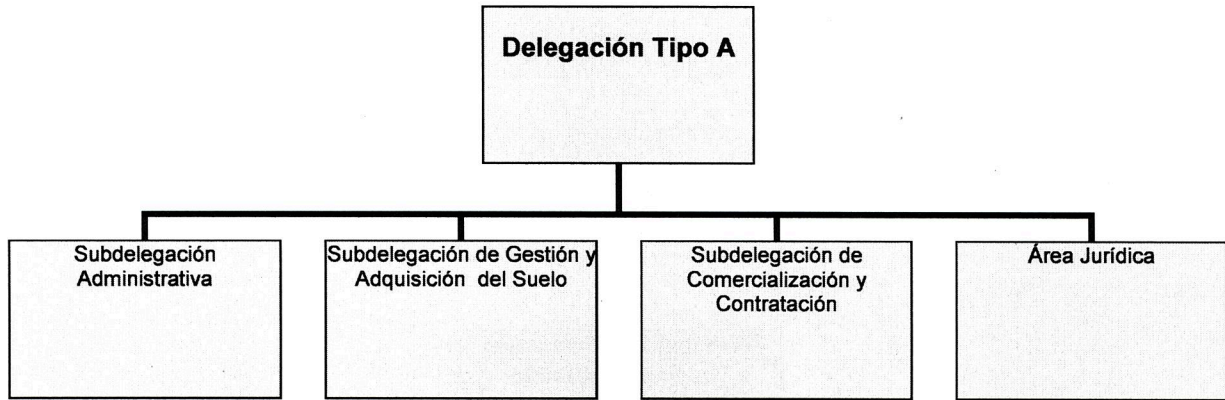 Delegación Tipo A
Subdelegación
Administrativa
Subdelegación de Gestión y
Adquisición del Suelo
Subdelegación de
Comercialización y
Contratación
Área Jurídica